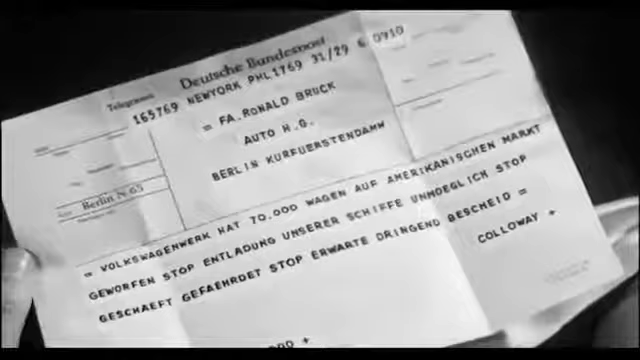 Deutsche Bundespost
Telegramm
165769 NEWYORK PHL1769 31/29 6 0910
= FA.RONALD BRUCK
AUTO H.G.
BERLIN KURFUERSTENDAMM
Berlin N 65
= VOLKSWAGENWERK HAT 70.000 WAGEN AUF AMERIKANISCHEN MARKT
GEWORFEN STOP ENTLADUNG UNSERER SCHIFFE UNMOEGLICH STOP
GESCHAEFT GEFAEHRDET STOP ERWARTE DRINGEND BESCHEID =
COLLOWAY +